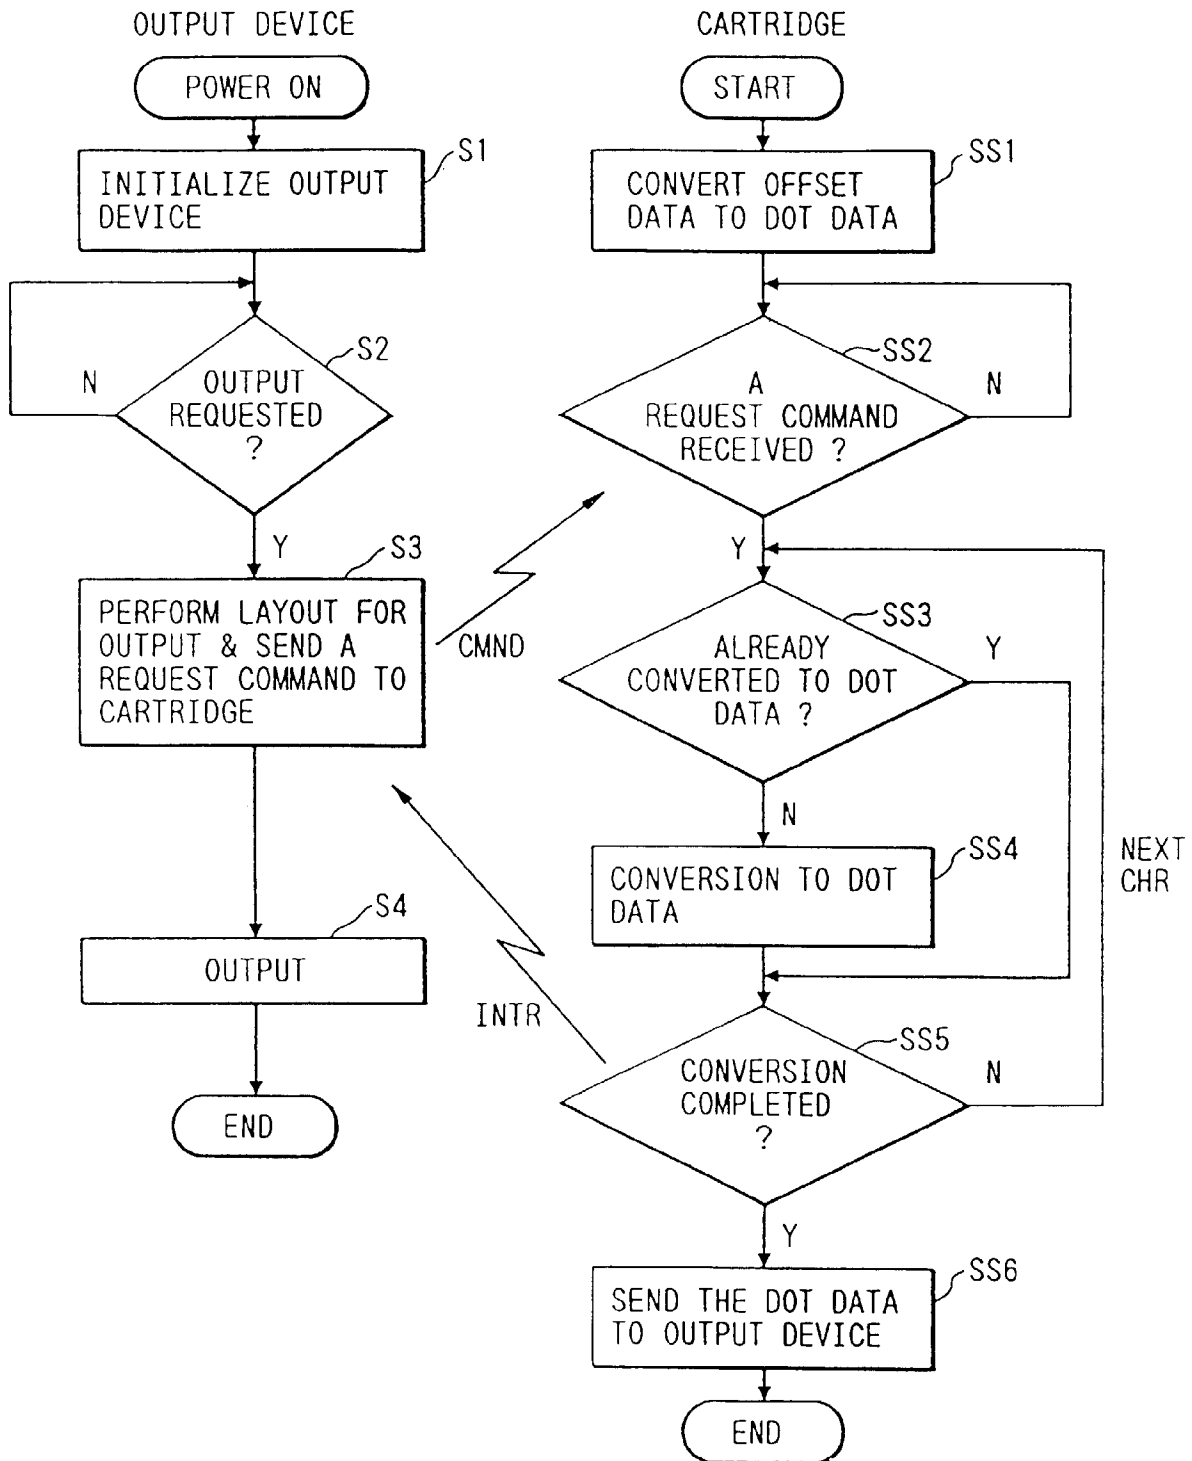 OUTPUT DEVICE
POWER ON
S1
INITIALIZE OUTPUT
DEVICE
S2
N
OUTPUT
REQUESTED
?
Y
S3
PERFORM LAYOUT FOR
OUTPUT & SEND A
REQUEST COMMAND TO
CARTRIDGE
CMND
S4
OUTPUT
INTR
END
CARTRIDGE
START
SS1
CONVERT OFFSET
DATA TO DOT DATA
SS2
A
REQUEST COMMAND
RECEIVED ?
N
Y
SS3
ALREADY
CONVERTED TO DOT
DATA ?
Y
N
SS4
CONVERSION TO DOT
DATA
NEXT
CHR
SS5
CONVERSION
COMPLETED
?
N
Y
SS6
SEND THE DOT DATA
TO OUTPUT DEVICE
END